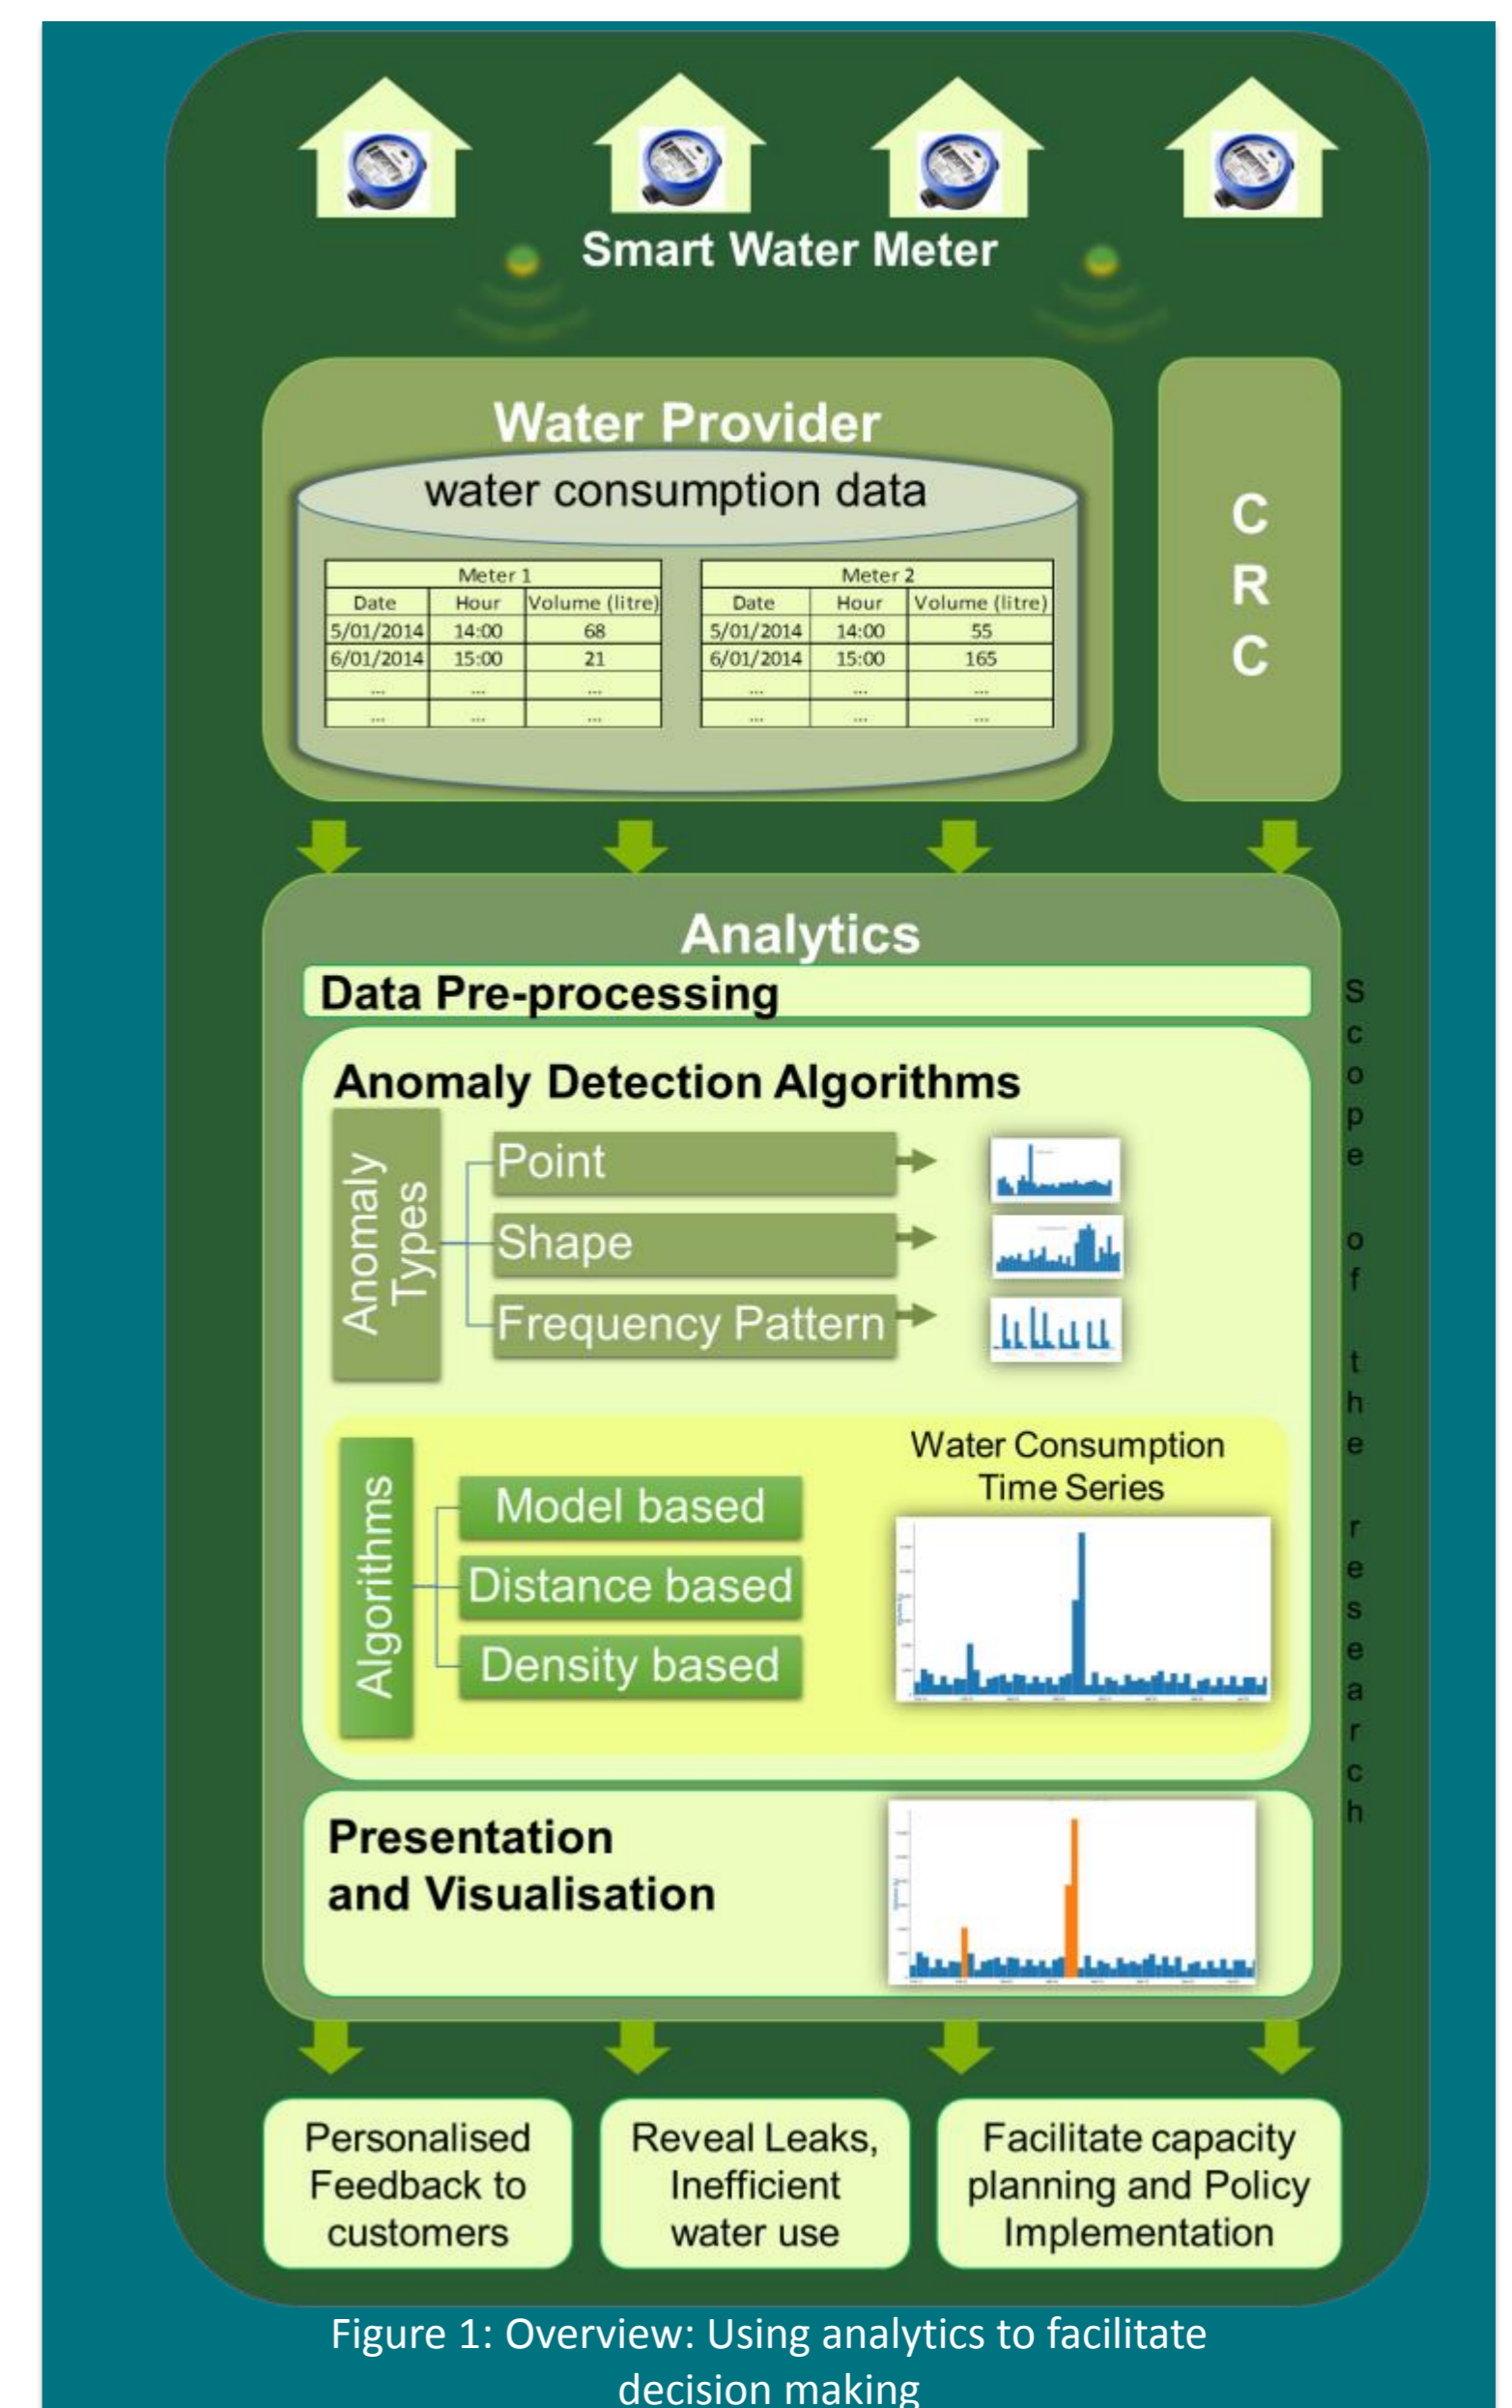 Smart Water Meter
Water Provider
water consumption data
Meter 1
Date Hour Volume (litre)
5/01/2014 14:00 68
6/01/2014 15:00 21
... ... ...
... ... ...
Meter 2
Date Hour Volume (litre)
5/01/2014 14:00 55
6/01/2014 15:00 165
... ... ...
... ... ...
CRC
Analytics
Data Pre-processing
Anomaly Detection Algorithms
Anomaly
Types
Point
Shape
Frequency Pattern
Algorithms
Model based
Distance based
Density based
Water Consumption
Time Series
Presentation
and Visualisation
Scope of the research
Personalised
Feedback to
customers
Reveal Leaks,
Inefficient
water use
Facilitate capacity
planning and Policy
Implementation
Figure 1: Overview: Using analytics to facilitate
decision making